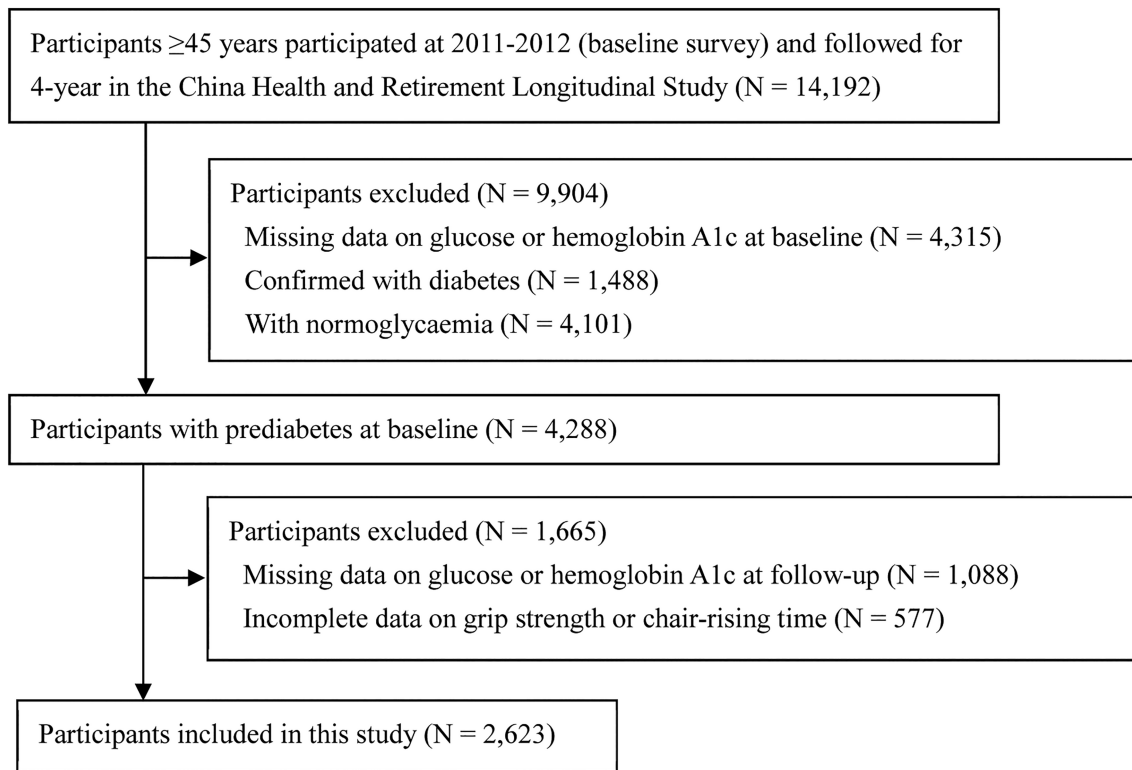 Participants ≥45 years participated at 2011-2012 (baseline survey) and followed for
4-year in the China Health and Retirement Longitudinal Study (N = 14,192)
Participants excluded (N = 9,904)
Missing data on glucose or hemoglobin A1c at baseline (N = 4,315)
Confirmed with diabetes (N = 1,488)
With normoglycaemia (N = 4,101)
Participants with prediabetes at baseline (N = 4,288)
Participants excluded (N = 1,665)
Missing data on glucose or hemoglobin A1c at follow-up (N = 1,088)
Incomplete data on grip strength or chair-rising time (N = 577)
Participants included in this study (N = 2,623)